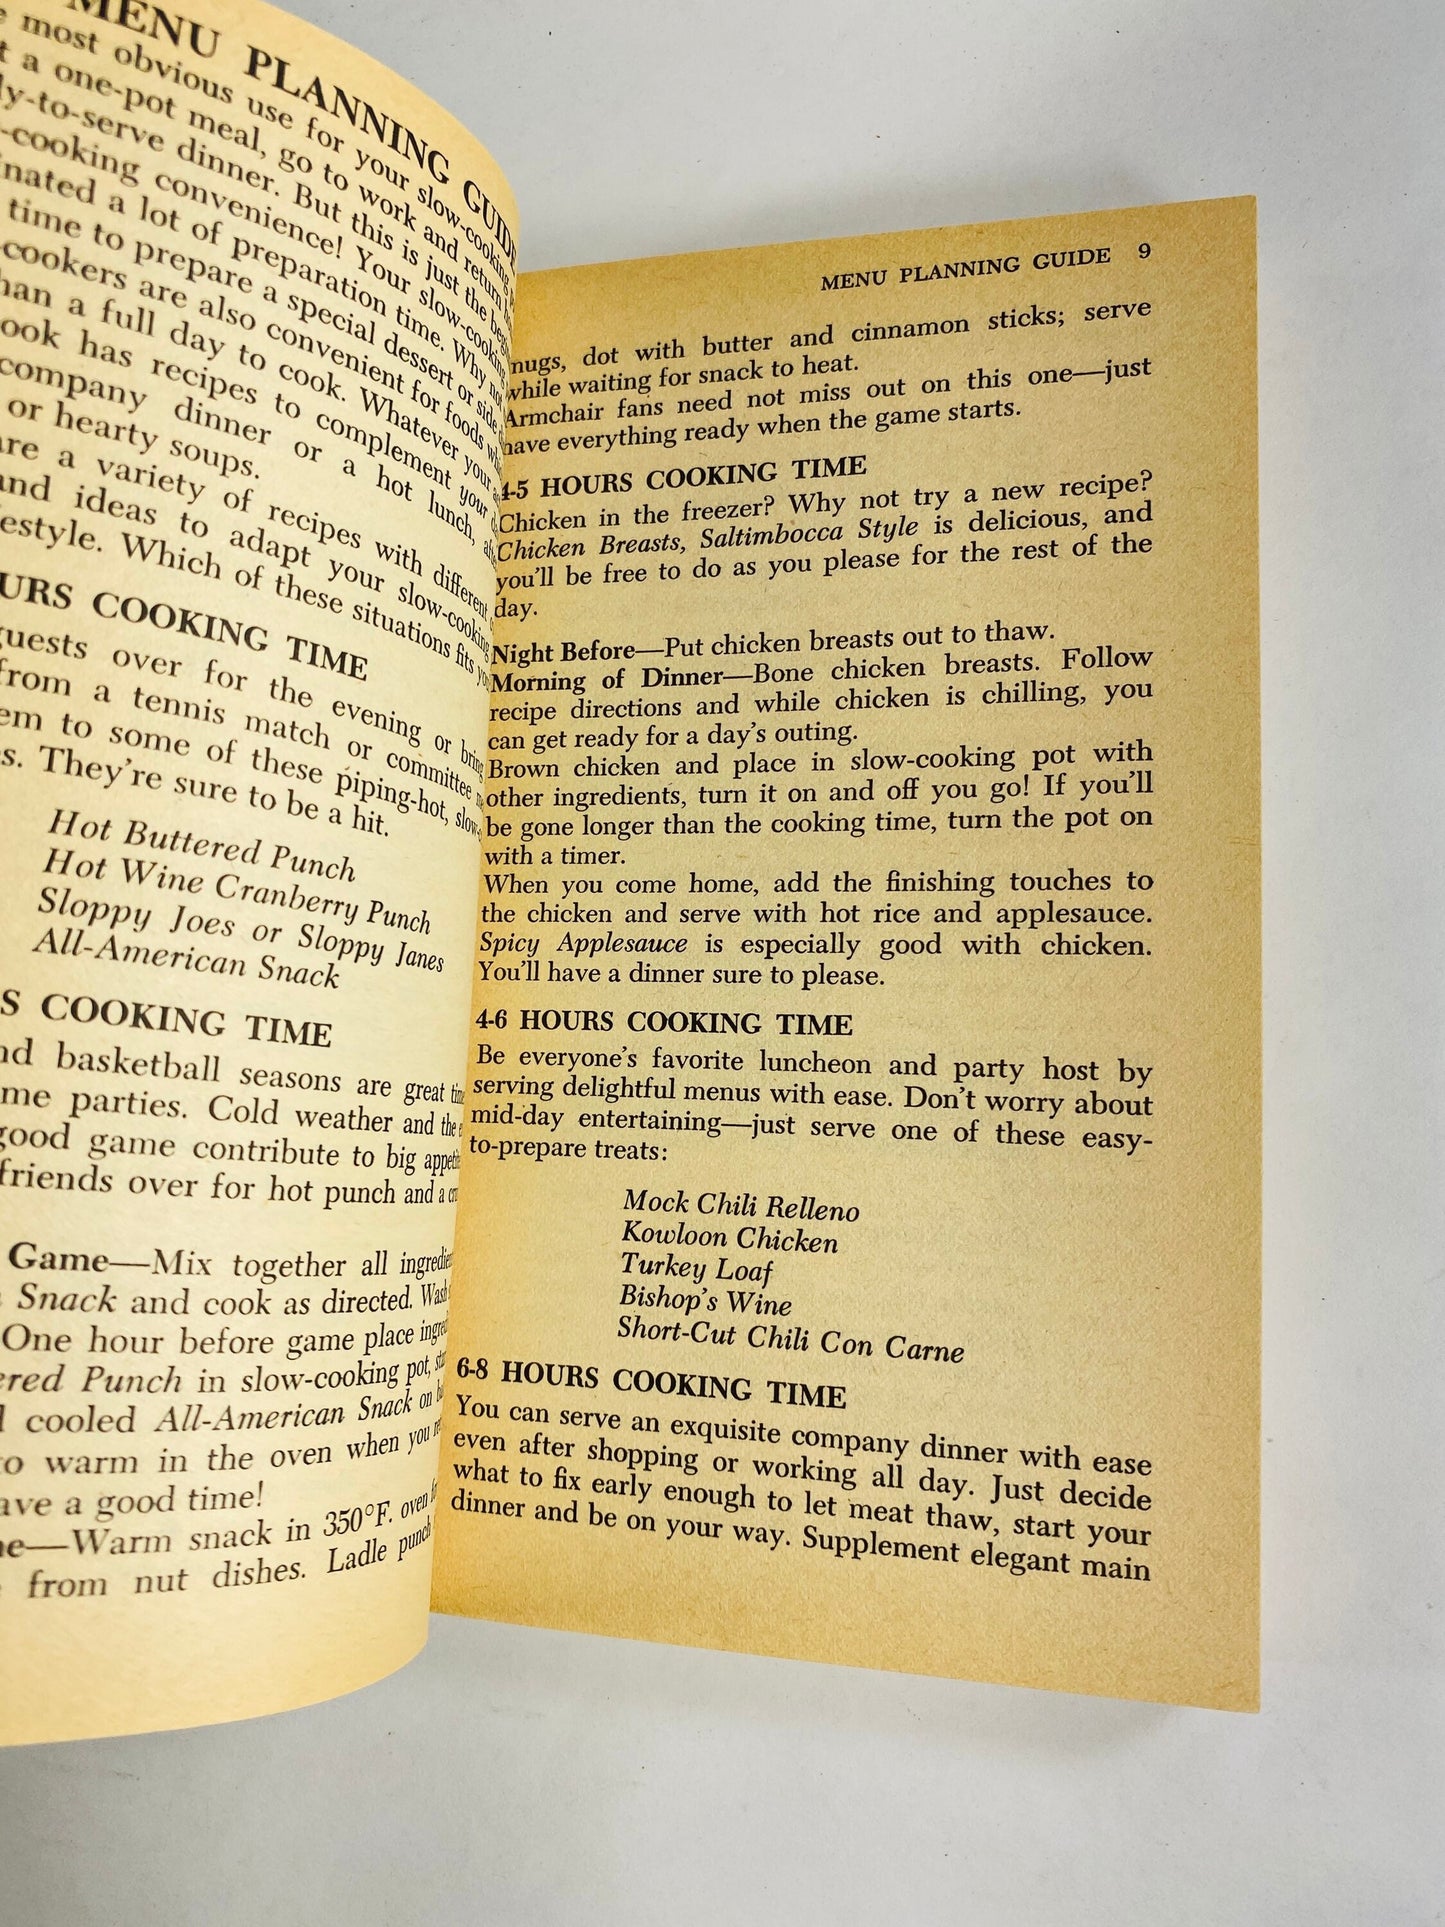 MENU PLANNING GUIDE
most obvious use for your slow-cooking
a one-pot meal, go to work and return
-to-serve dinner. But this is just the
-cooking convenience! Your slow-cooking
a lot of preparation time. Why not
time to prepare a special dessert or side
cookers are also convenient for foods
a full day to cook. Whatever your
has recipes to complement your
company dinner or a hot lunch,
or hearty soups.
a variety of recipes with different
and ideas to adapt your slow-cooking
Which of these situations fits
COOKING TIME
guests over for the evening or bring
from a tennis match or committee
to some of these piping-hot,
They're sure to be a hit.
Hot Buttered Punch
Hot Wine Cranberry Punch
Sloppy Joes or Sloppy Janes
All-American Snack
COOKING TIME
basketball seasons are great
parties. Cold weather and the
good game contribute to big
friends over for hot punch and a
Game—Mix together all
Snack and cook as directed. Wash
One hour before game place
Punch in slow-cooking pot,
cooled All-American Snack on
to warm in the oven when you
a good time!
—Warm snack in 350°F. oven
from nut dishes. Ladle punch
MENU PLANNING GUIDE 9
mugs, dot with butter and cinnamon sticks; serve
while waiting for snack to heat.
Armchair fans need not miss out on this one—just
have everything ready when the game starts.
4-5 HOURS COOKING TIME
Chicken in the freezer? Why not try a new recipe?
Chicken Breasts, Saltimbocca Style is delicious, and
you'll be free to do as you please for the rest of the
day.
Night Before—Put chicken breasts out to thaw.
Morning of Dinner—Bone chicken breasts. Follow
recipe directions and while chicken is chilling, you
can get ready for a day's outing.
Brown chicken and place in slow-cooking pot with
other ingredients, turn it on and off you go! If you'll
be gone longer than the cooking time, turn the pot on
with a timer.
When you come home, add the finishing touches to
the chicken and serve with hot rice and applesauce.
Spicy Applesauce is especially good with chicken.
You'll have a dinner sure to please.
4-6 HOURS COOKING TIME
Be everyone's favorite luncheon and party host by
serving delightful menus with ease. Don't worry about
mid-day entertaining—just serve one of these easy-
to-prepare treats:
Mock Chili Relleno
Kowloon Chicken
Turkey Loaf
Bishop's Wine
Short-Cut Chili Con Carne
6-8 HOURS COOKING TIME
You can serve an exquisite company dinner with ease
even after shopping or working all day. Just decide
what to fix early enough to let meat thaw, start your
dinner and be on your way. Supplement elegant main